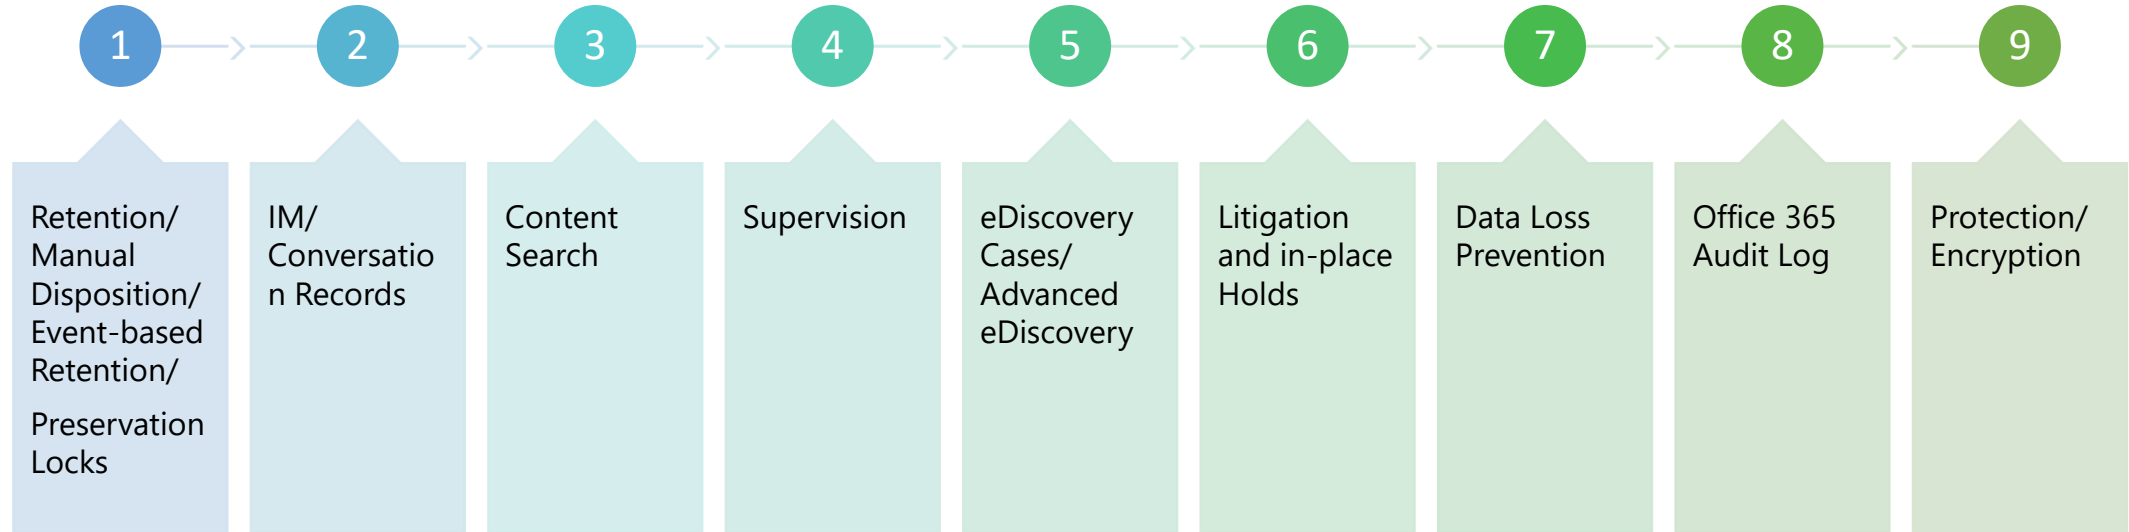 1
2
3
4
5
6
7
8
9
Retention/
Manual
Disposition/
Event-based
Retention/
Preservation
Locks
IM/
Conversatio
n Records
Content
Search
Supervision
eDiscovery
Cases/
Advanced
eDiscovery
Litigation
and in-place
Holds
Data Loss
Prevention
Office 365
Audit Log
Protection/
Encryption